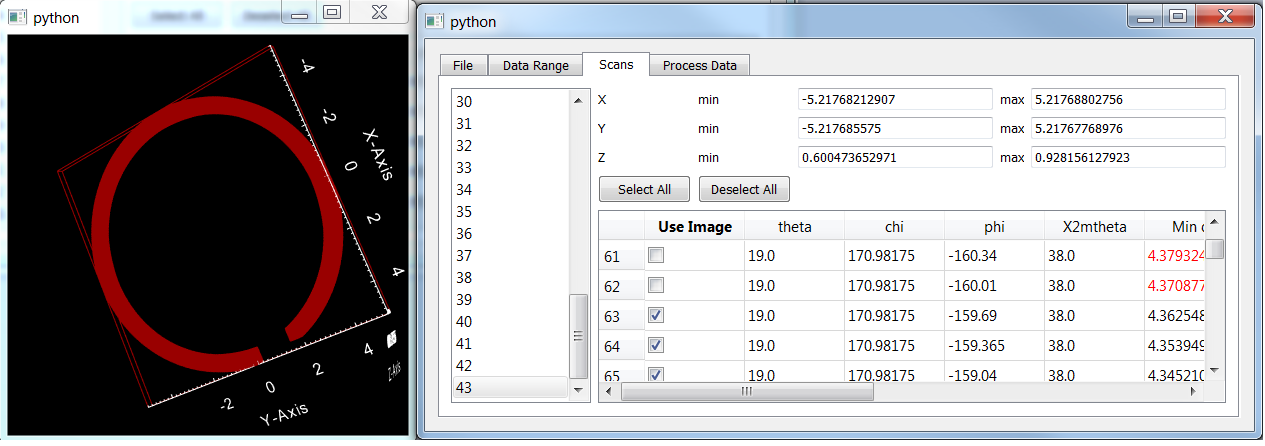 python
Select All Deselect All
-4
-2
X-Axis
0
2
4
Z-Axis
4
2
0
-2
Y-Axis
python
File Data Range Scans Process Data
30
31
32
33
34
35
36
37
38
39
40
41
42
43
X min -5.21768212907 max 5.21768802756
Y min -5.217685575 max 5.21767768976
Z min 0.600473652971 max 0.928156127923
Select All Deselect All
Use Image theta chi phi X2mtheta Min
61 19.0 170.98175 -160.34 38.0 4.379324
62 19.0 170.98175 -160.01 38.0 4.370877
63 19.0 170.98175 -159.69 38.0 4.362548
64 19.0 170.98175 -159.365 38.0 4.353949
65 19.0 170.98175 -159.04 38.0 4.345210